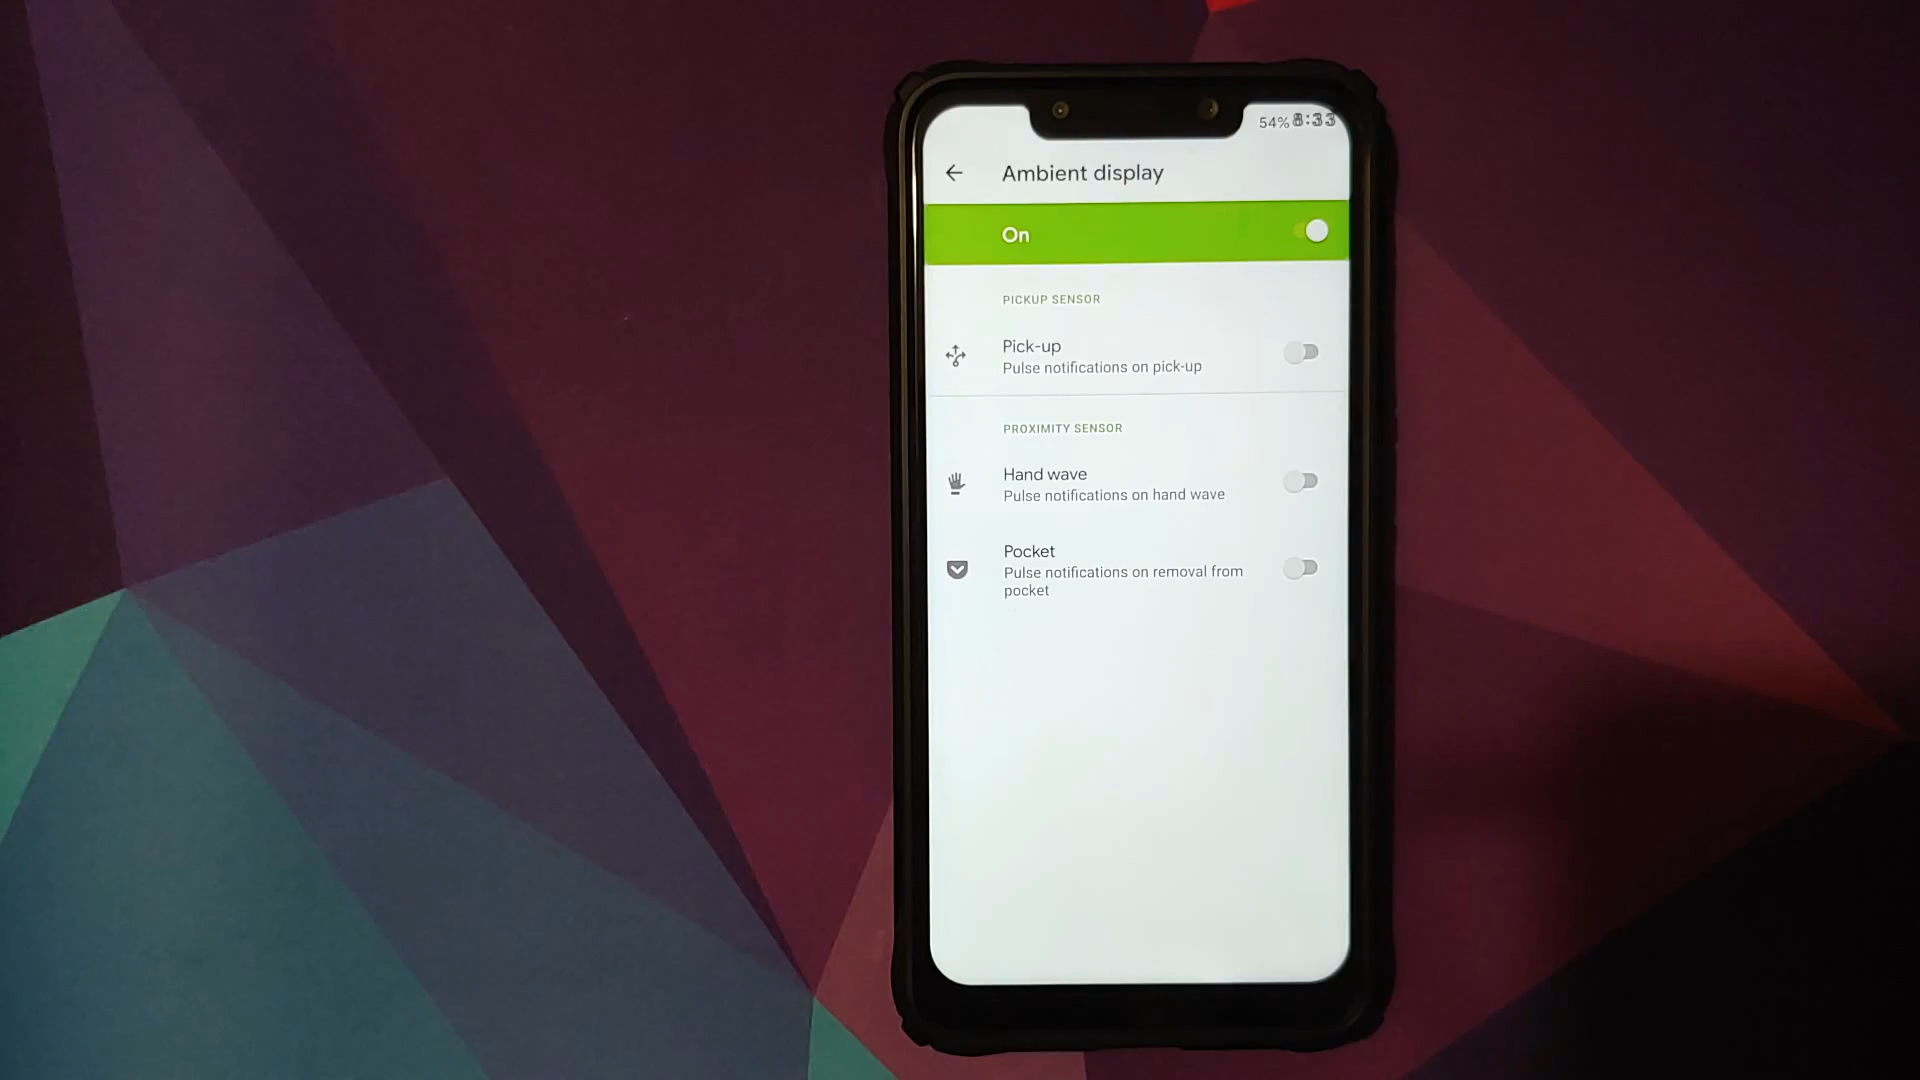 54% 8:33
Ambient display
On
PICKUP SENSOR
Pick-up
Pulse notifications on pick-up
PROXIMITY SENSOR
Hand wave
Pulse notifications on hand wave
Pocket
Pulse notifications on removal from
pocket